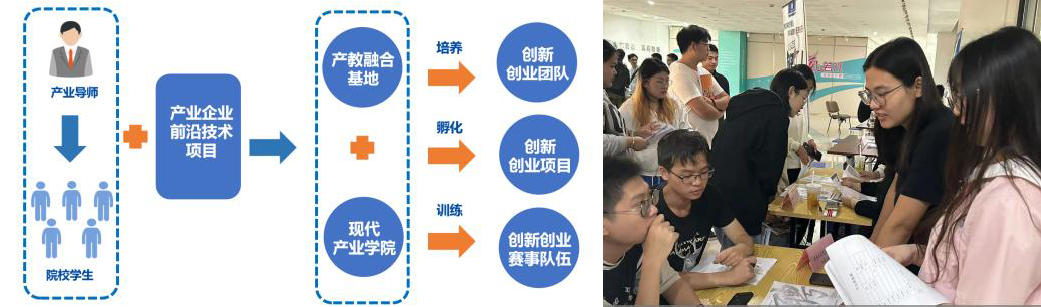 产业导师
院校学生
产业企业
前沿技术
项目
产教融合
基地
现代
产业学院
培养
孵化
训练
创新
创业团队
创新
创业项目
创新创业
赛事队伍